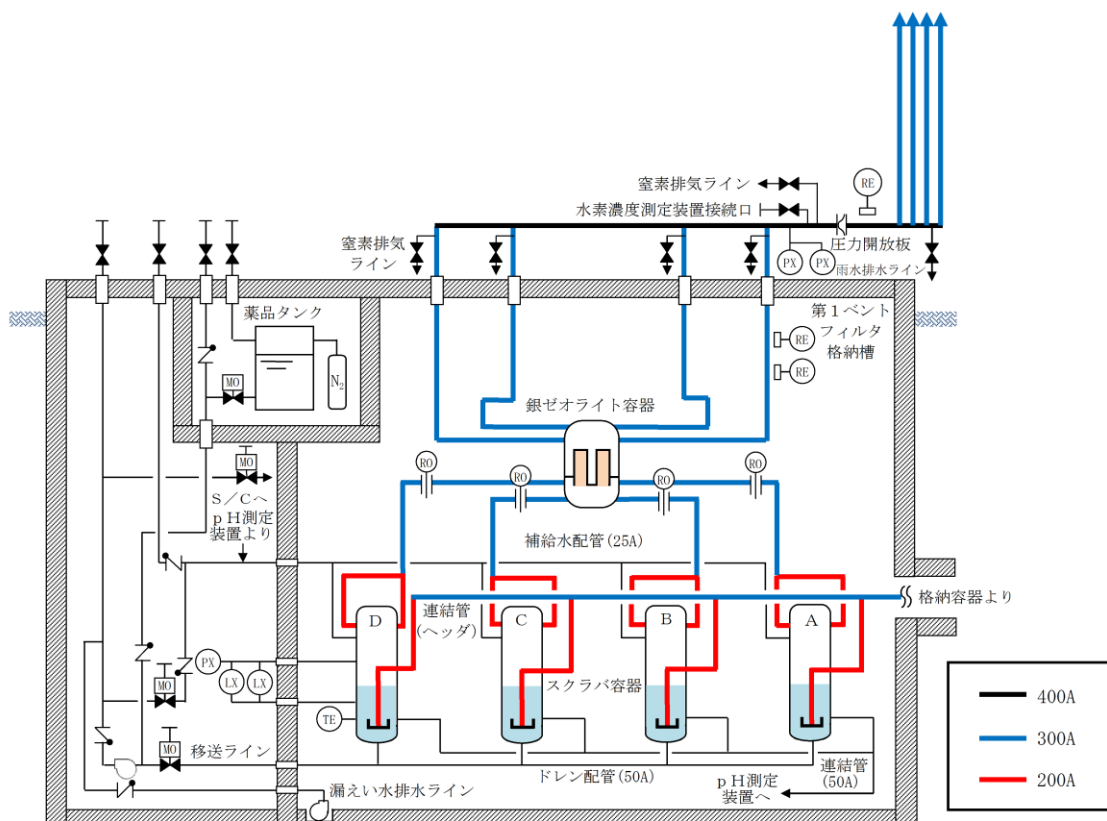 RE
窒素排気ライン
水素濃度測定装置接続口
窒素排気
ライン
圧力開放板
PX
PX
雨水排水ライン
薬品タンク
第1ベント
フィルタ
格納槽
RE
RE
MO
N₂
銀ゼオライト容器
MO
RO
RO
RO
RO
S/Cへ
pH測定
装置より
補給水配管(25A)
格納容器より
D
連結管
(ヘッダ)
C
B
A
PX
LX
LX
MO
スクラバ容器
TE
MO
移送ライン
ドレン配管(50A)
連結管
(50A)
pH測定
装置へ
漏えい水排水ライン
400A
300A
200A